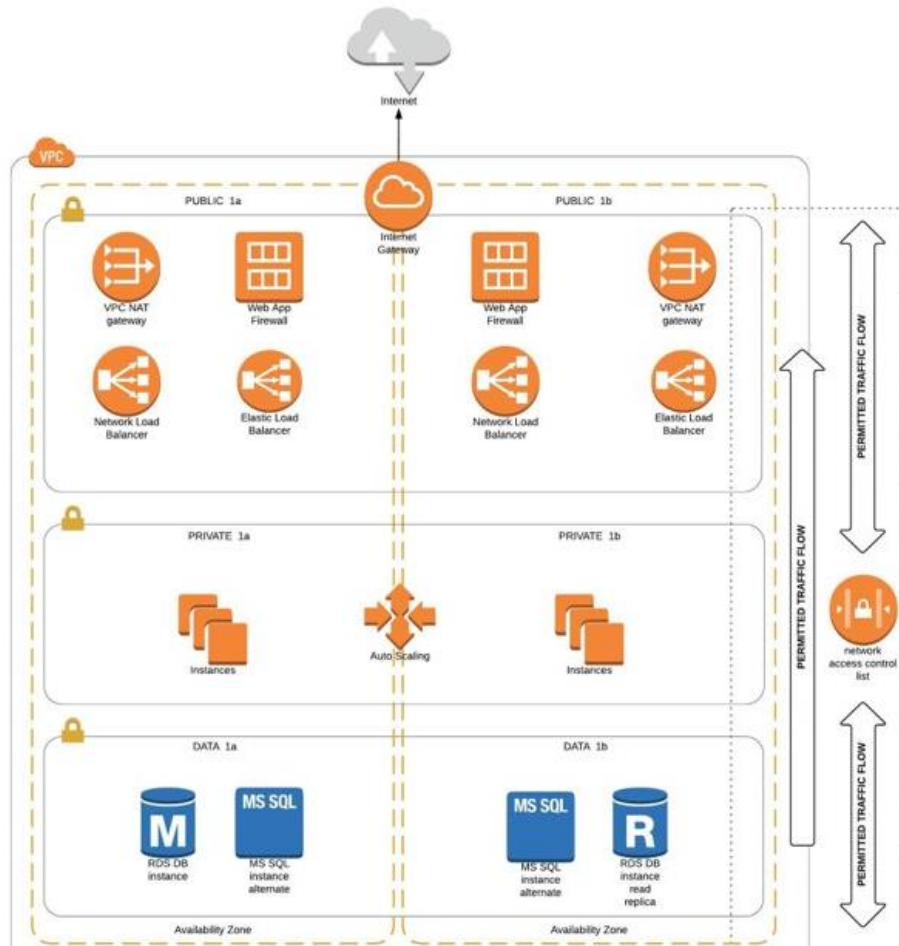 Internet
VPC
PUBLIC 1a
PUBLIC 1b
Internet
Gateway
VPC NAT
gateway
Web App
Firewall
Web App
Firewall
VPC NAT
gateway
Network Load
Balancer
Elastic Load
Balancer
Network Load
Balancer
Elastic Load
Balancer
PERMITTED TRAFFIC FLOW
PRIVATE 1a
PRIVATE 1b
Instances
Auto Scaling
Instances
PERMITTED TRAFFIC FLOW
network
access control
list
DATA 1a
DATA 1b
M
RDS DB
instance
MS SQL
MS SQL
instance
alternate
MS SQL
MS SQL
instance
alternate
R
RDS DB
instance
read
replica
PERMITTED TRAFFIC FLOW
Availability Zone
Availability Zone